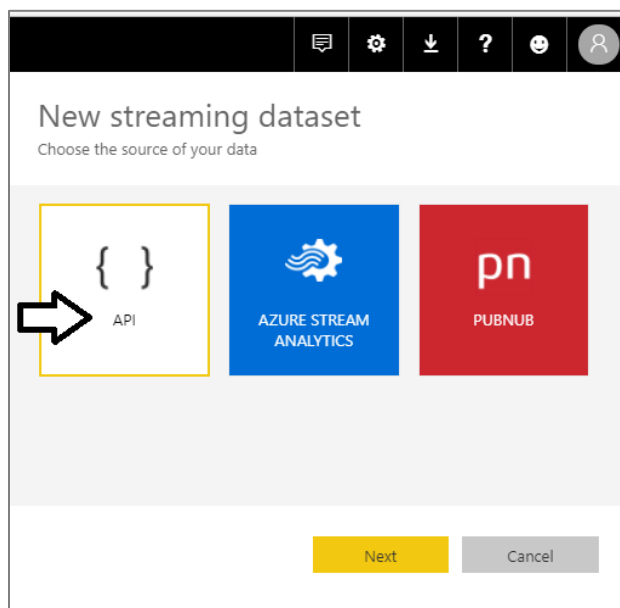 ?
New streaming dataset
Choose the source of your data
{ }
API
AZURE STREAM
ANALYTICS
pn
PUBNUB
Next
Cancel